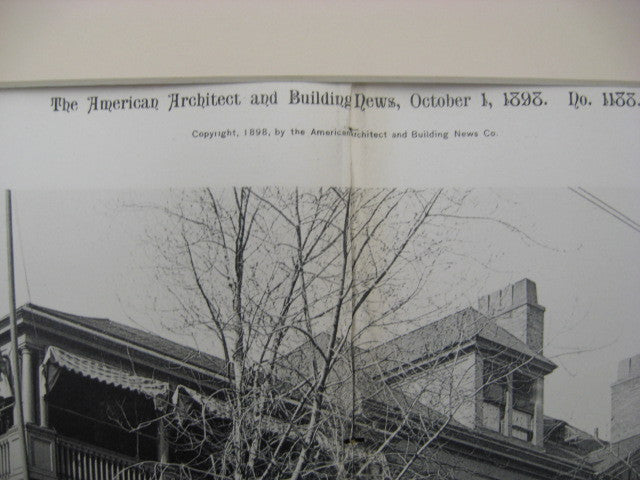 The American Architect and Building News, October 1, 1898. No. 1188.
Copyright, 1898, by the American Architect and Building News Co.